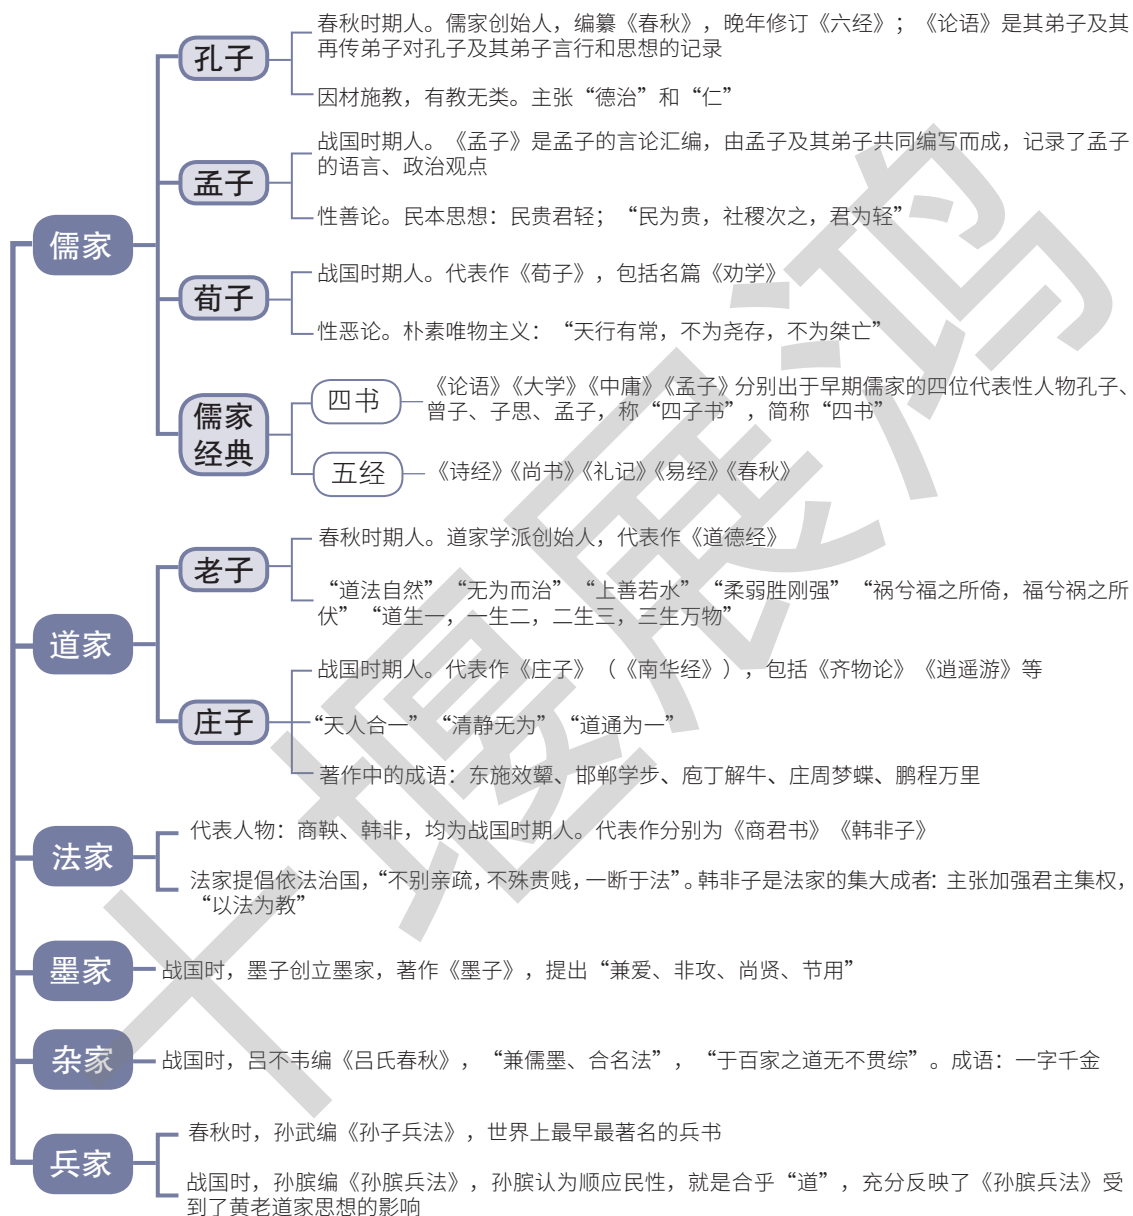 儒家
孔子
春秋时期人。儒家创始人，编纂《春秋》，晚年修订《六经》；《论语》是其弟子及其
再传弟子对孔子及其弟子言行和思想的记录
因材施教，有教无类。主张“德治”和“仁”
孟子
战国时期人。《孟子》是孟子的言论汇编，由孟子及其弟子共同编写而成，记录了孟子
的语言、政治观点
性善论。民本思想：民贵君轻；“民为贵，社稷次之，君为轻”
荀子
战国时期人。代表作《荀子》，包括名篇《劝学》
性恶论。朴素唯物主义：“天行有常，不为尧存，不为桀亡”
儒家
经典
四书
《论语》《大学》《中庸》《孟子》分别出于早期儒家的四位代表性人物孔子、
曾子、子思、孟子，称“四子书”，简称“四书”
五经
《诗经》《尚书》《礼记》《易经》《春秋》
道家
老子
春秋时期人。道家学派创始人，代表作《道德经》
“道法自然”“无为而治”“上善若水”“柔弱胜刚强”“祸兮福之所倚，福兮祸之所
伏”“道生一，一生二，二生三，三生万物”
庄子
战国时期人。代表作《庄子》（《南华经》），包括《齐物论》《逍遥游》等
“天人合一”“清静无为”“道通为一”
著作中的成语：东施效颦、邯郸学步、庖丁解牛、庄周梦蝶、鹏程万里
法家
代表人物：商鞅、韩非，均为战国时期人。代表作分别为《商君书》《韩非子》
法家提倡依法治国，“不别亲疏，不殊贵贱，一断于法”。韩非子是法家的集大成者：主张加强君主集权，
“以法为教”
墨家
战国时，墨子创立墨家，著作《墨子》，提出“兼爱、非攻、尚贤、节用”
杂家
战国时，吕不韦编《吕氏春秋》，“兼儒墨、合名法”，“于百家之道无不贯综”。成语：一字千金
兵家
春秋时，孙武编《孙子兵法》，世界上最早最著名的兵书
战国时，孙膑编《孙膑兵法》，孙膑认为顺应民性，就是合乎“道”，充分反映了《孙膑兵法》受
到了黄老道家思想的影响
十堰展鸿